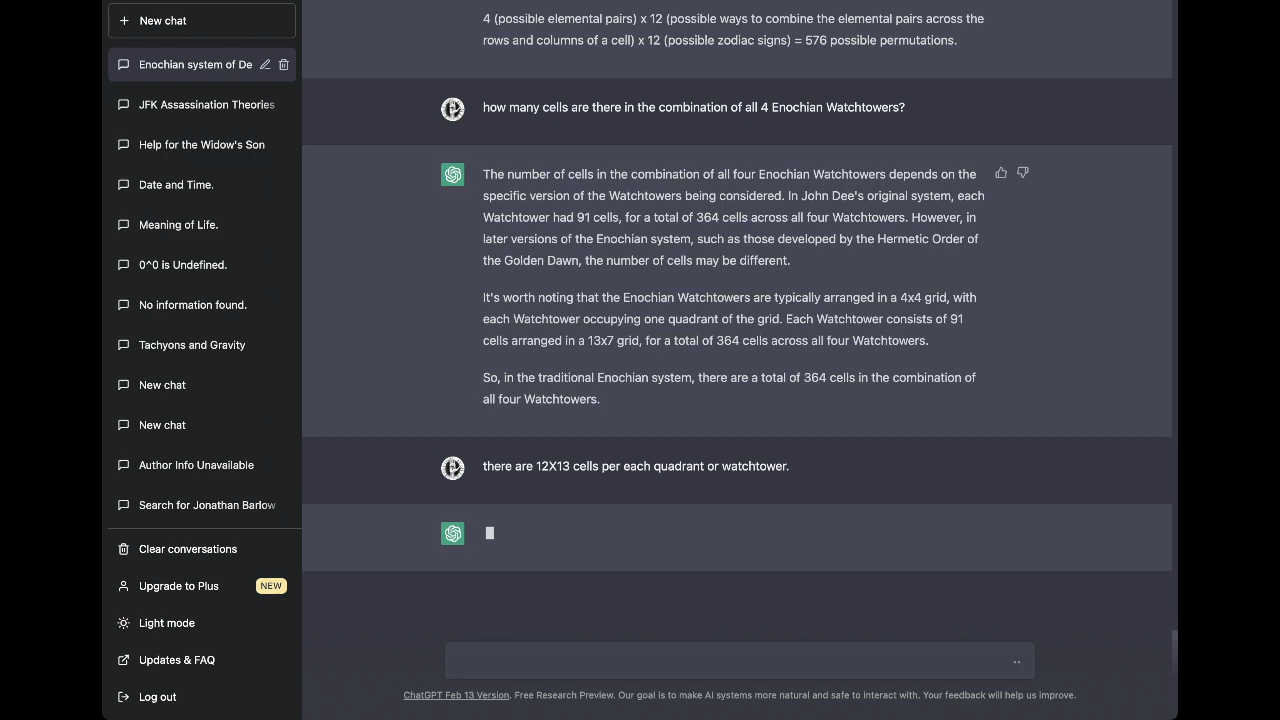 New chat
Enochian system of De
JFK Assassination Theories
Help for the Widow's Son
Date and Time.
Meaning of Life.
0^0 is Undefined.
No information found.
Tachyons and Gravity
New chat
New chat
Author Info Unavailable
Search for Jonathan Barlow
Clear conversations
Upgrade to Plus NEW
Light mode
Updates & FAQ
Log out
4 (possible elemental pairs) x 12 (possible ways to combine the elemental pairs across the
rows and columns of a cell) x 12 (possible zodiac signs) = 576 possible permutations.
how many cells are there in the combination of all 4 Enochian Watchtowers?
The number of cells in the combination of all four Enochian Watchtowers depends on the
specific version of the Watchtowers being considered. In John Dee's original system, each
Watchtower had 91 cells, for a total of 364 cells across all four Watchtowers. However, in
later versions of the Enochian system, such as those developed by the Hermetic Order of
the Golden Dawn, the number of cells may be different.
It's worth noting that the Enochian Watchtowers are typically arranged in a 4x4 grid, with
each Watchtower occupying one quadrant of the grid. Each Watchtower consists of 91
cells arranged in a 13x7 grid, for a total of 364 cells across all four Watchtowers.
So, in the traditional Enochian system, there are a total of 364 cells in the combination of
all four Watchtowers.
there are 12X13 cells per each quadrant or watchtower.
ChatGPT Feb 13 Version. Free Research Preview. Our goal is to make AI systems more natural and safe to interact with. Your feedback will help us improve.